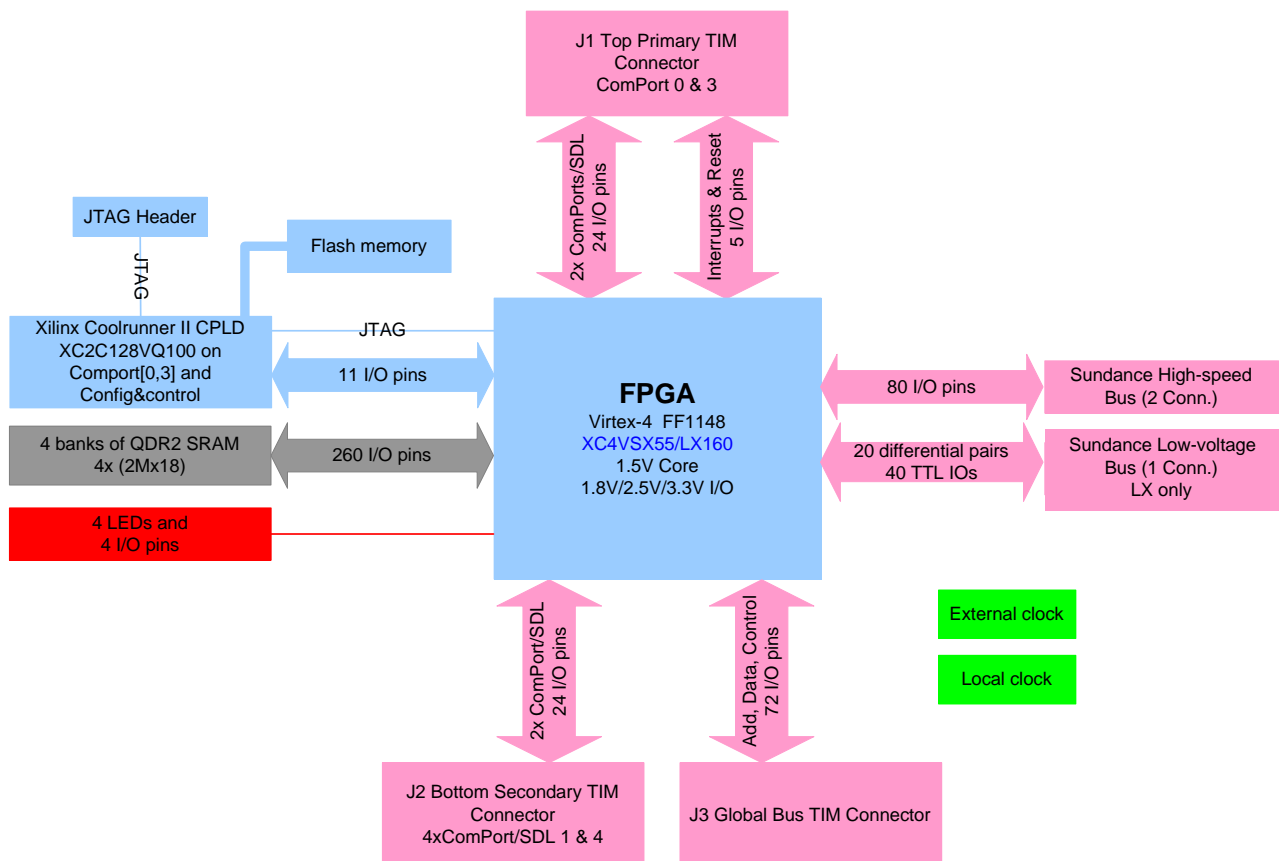 J1 Top Primary TIM
Connector
ComPort 0 & 3
2x ComPorts/SDL
24 I/O pins
Interrupts & Reset
5 I/O pins
JTAG Header
JTAG
Flash memory
Xilinx Coolrunner II CPLD
XC2C128VQ100 on
Comport[0,3] and
Config&control
JTAG
11 I/O pins
4 banks of QDR2 SRAM
4x (2Mx18)
260 I/O pins
4 LEDs and
4 I/O pins
FPGA
Virtex-4 FF1148
XC4VSX55/LX160
1.5V Core
1.8V/2.5V/3.3V I/O
80 I/O pins
Sundance High-speed
Bus (2 Conn.)
20 differential pairs
40 TTL IOs
Sundance Low-voltage
Bus (1 Conn.)
LX only
2x ComPort/SDL
24 I/O pins
Add, Data, Control
72 I/O pins
External clock
Local clock
J2 Bottom Secondary TIM
Connector
4xComPort/SDL 1 & 4
J3 Global Bus TIM Connector